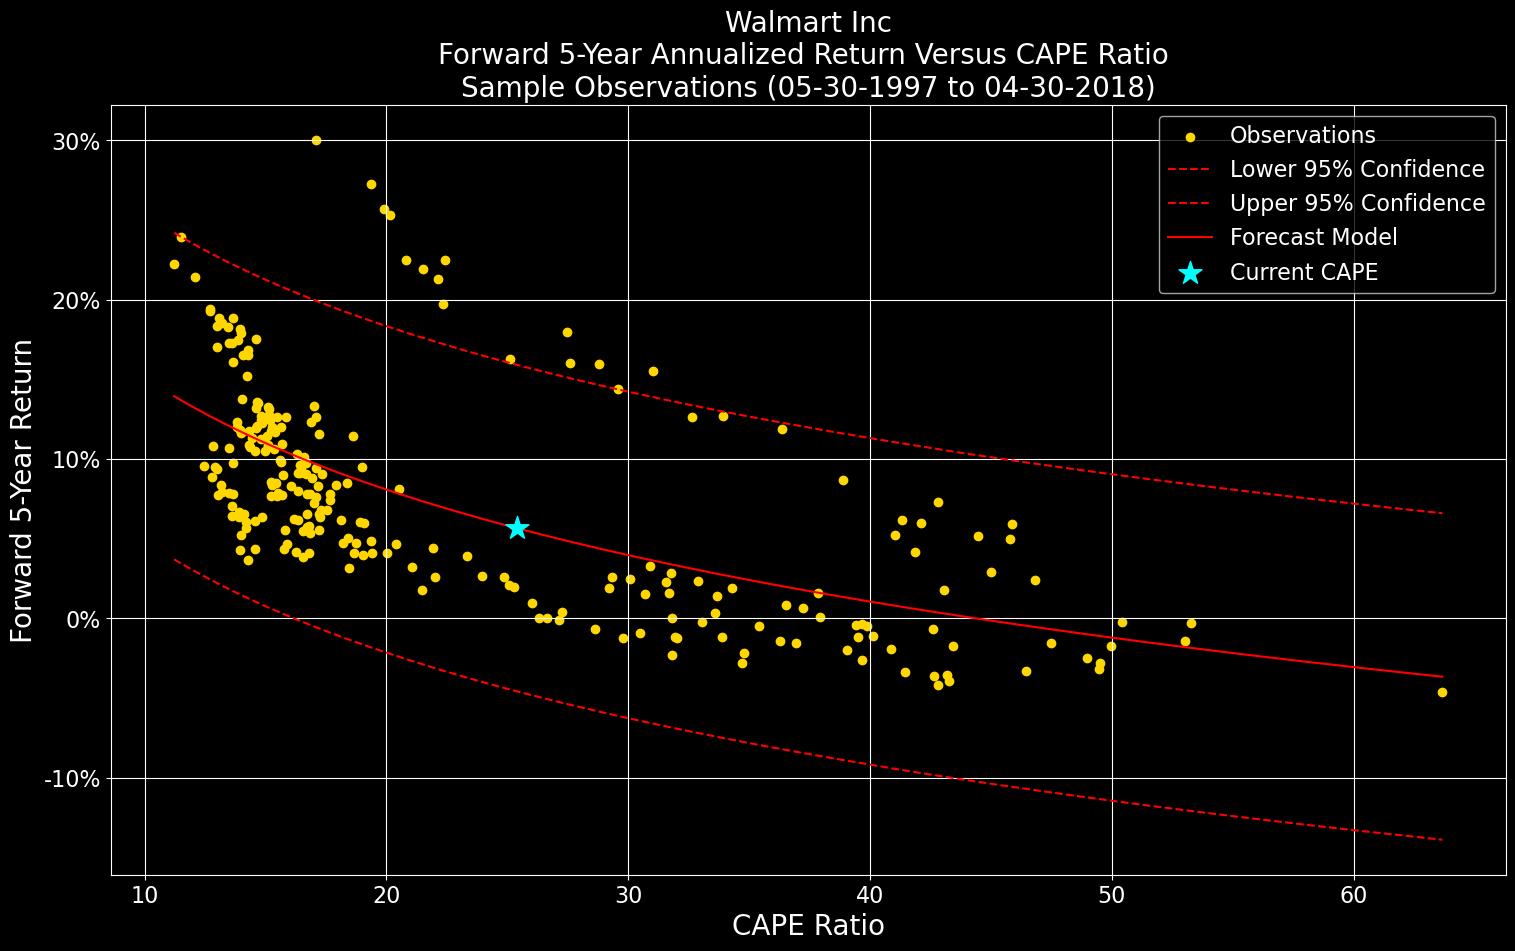 Walmart Inc
Forward 5-Year Annualized Return Versus CAPE Ratio
Sample Observations (05-30-1997 to 04-30-2018)
Observations
Lower 95% Confidence
Upper 95% Confidence
Forecast Model
Current CAPE
Forward 5-Year Return
30%
20%
10%
0%
-10%
10 20 30 40 50 60
CAPE Ratio